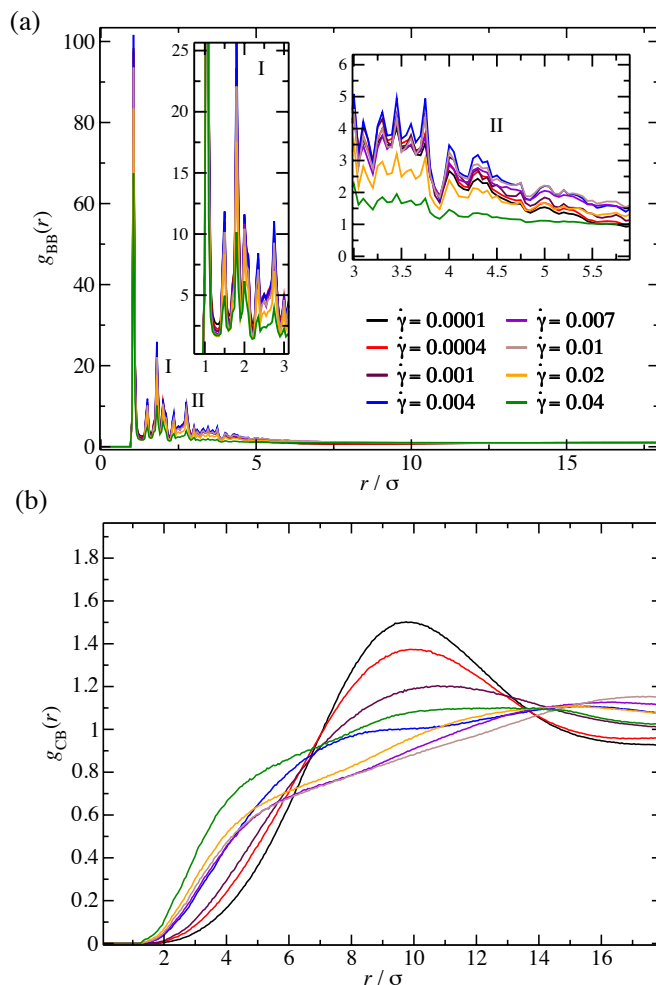 (a)
100
80
60
40
20
0
g_BB(r)
0 5 10 15
r / σ
I
II
25
20
15
10
5
1 2 3
I
6
5
4
3
2
1
0
3 3.5 4 4.5 5 5.5
II
γ̇ = 0.0001 γ̇ = 0.007
γ̇ = 0.0004 γ̇ = 0.01
γ̇ = 0.001 γ̇ = 0.02
γ̇ = 0.004 γ̇ = 0.04
(b)
1.8
1.6
1.4
1.2
1
0.8
0.6
0.4
0.2
0
g_CB(r)
2 4 6 8 10 12 14 16
r / σ